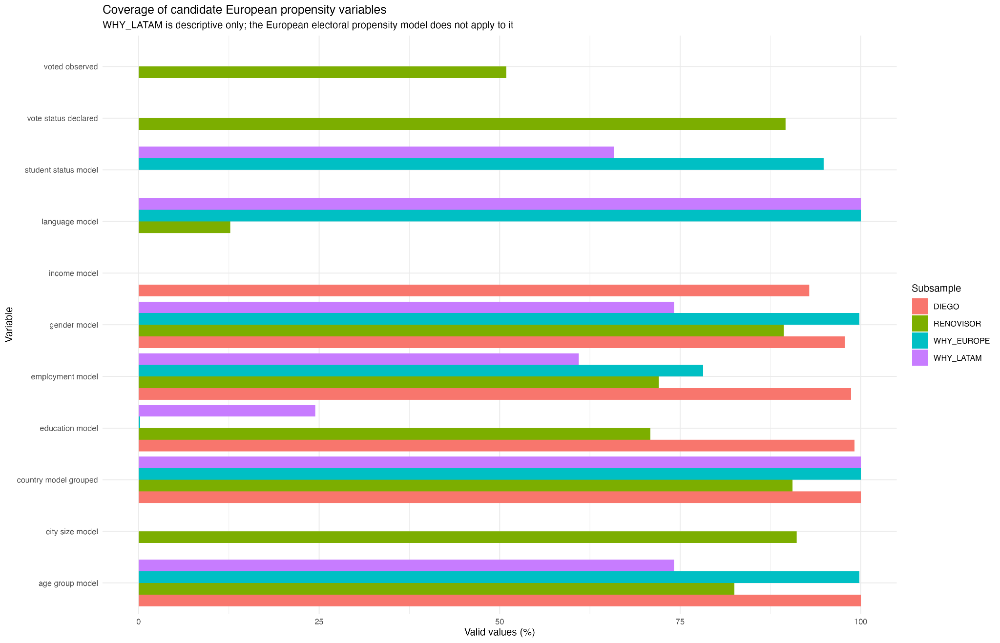 Coverage of candidate European propensity variables
WHY_LATAM is descriptive only; the European electoral propensity model does not apply to it
Variable
voted observed
vote status declared
student status model
language model
income model
gender model
employment model
education model
country model grouped
city size model
age group model
0
25
50
75
100
Valid values (%)
Subsample
DIEGO
RENOVISOR
WHY_EUROPE
WHY_LATAM